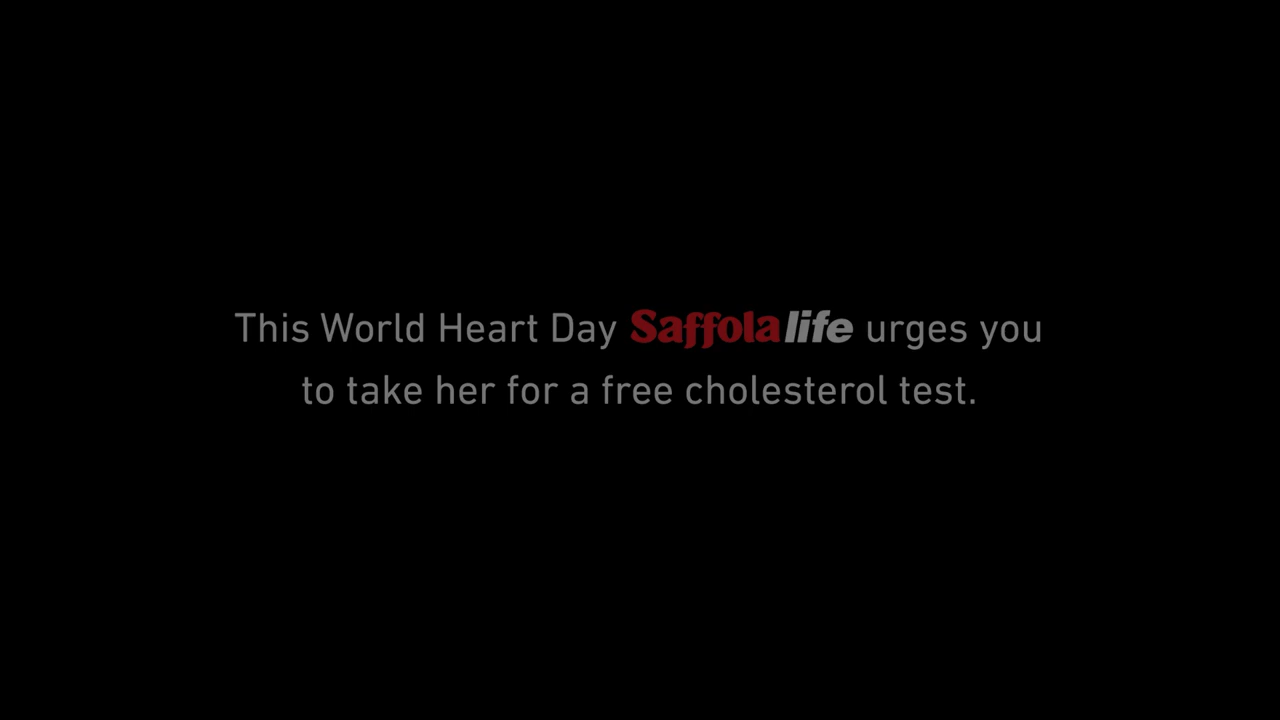 This World Heart Day Saffolalife urges you
to take her for a free cholesterol test.